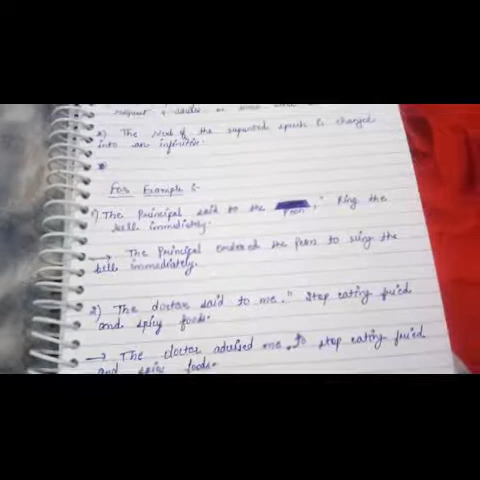 2) The verb of the reported speech is changed
into an infinitive.
For Example :-
1) The Principal said to the Peon, " Ring the
bell immidiatly.
→ The Principal ordered the Peon to ring the
bell immediately.
2) The doctor said to me, " Stop eating fried
and spicy foods.
→ The doctor advised me to stop eating fried
and spicy foods.